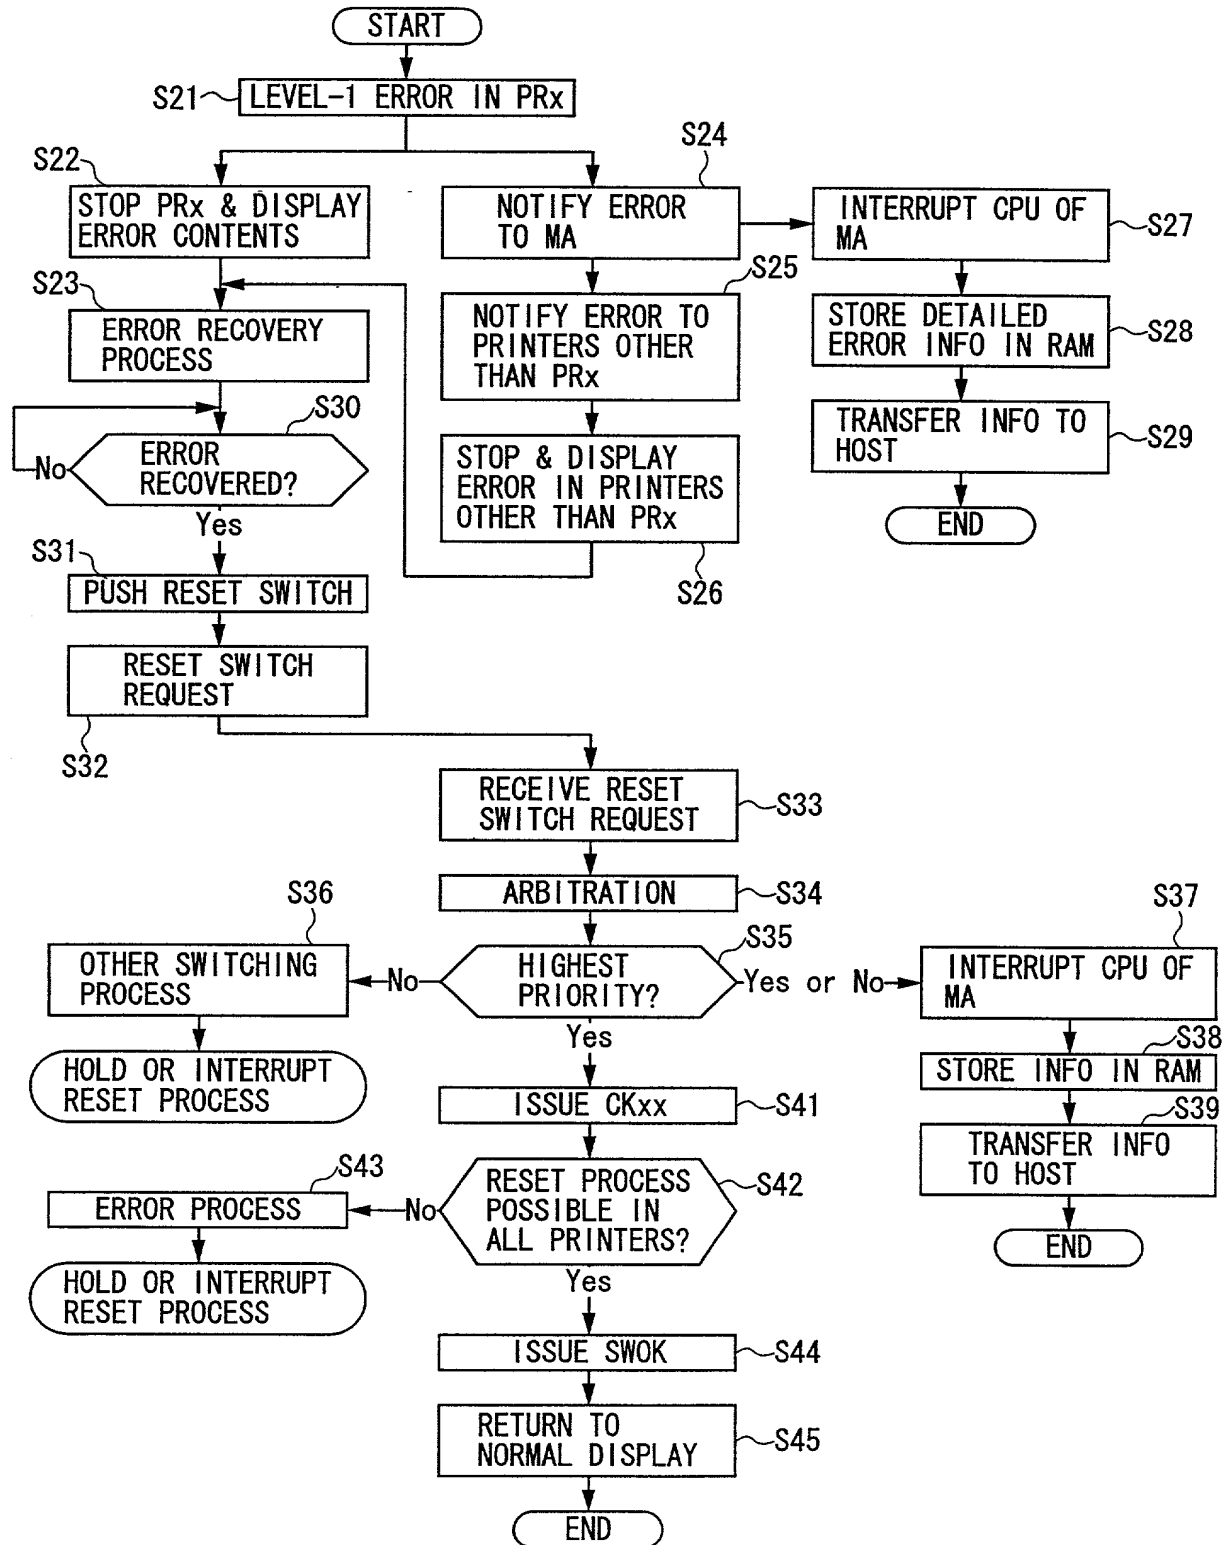 START
S21
LEVEL-1 ERROR IN PRx
S22
STOP PRx & DISPLAY
ERROR CONTENTS
S24
NOTIFY ERROR
TO MA
INTERRUPT CPU OF
MA
S27
S23
ERROR RECOVERY
PROCESS
S25
NOTIFY ERROR TO
PRINTERS OTHER
THAN PRx
STORE DETAILED
ERROR INFO IN RAM
S28
S30
ERROR
RECOVERED?
No
Yes
STOP & DISPLAY
ERROR IN PRINTERS
OTHER THAN PRx
S26
TRANSFER INFO TO
HOST
S29
END
S31
PUSH RESET SWITCH
RESET SWITCH
REQUEST
S32
RECEIVE RESET
SWITCH REQUEST
S33
ARBITRATION
S34
S36
OTHER SWITCHING
PROCESS
No
S35
HIGHEST
PRIORITY?
Yes or No
Yes
S37
INTERRUPT CPU OF
MA
HOLD OR INTERRUPT
RESET PROCESS
S38
STORE INFO IN RAM
ISSUE CKxx
S41
S39
TRANSFER INFO
TO HOST
END
S43
ERROR PROCESS
No
RESET PROCESS
POSSIBLE IN
ALL PRINTERS?
S42
Yes
HOLD OR INTERRUPT
RESET PROCESS
ISSUE SWOK
S44
RETURN TO
NORMAL DISPLAY
S45
END